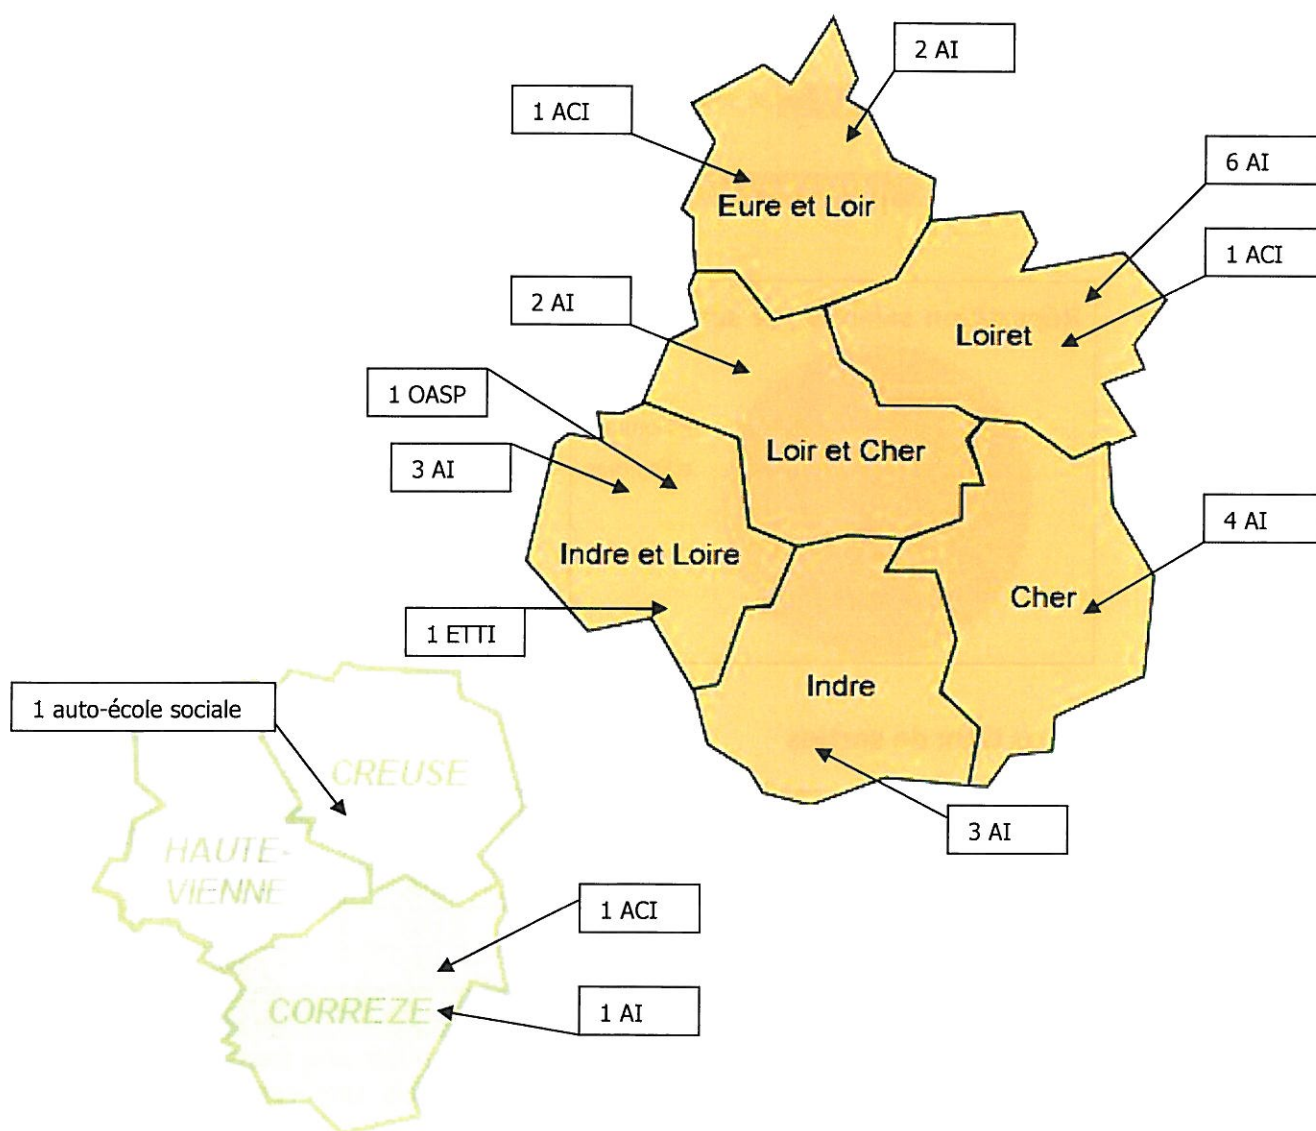 2 AI
1 ACI
6 AI
Eure et Loir
1 ACI
2 AI
Loiret
1 OASP
Loir et Cher
3 AI
4 AI
Indre et Loire
Cher
1 ETTI
Indre
1 auto-école sociale
CREUSE
3 AI
HAUTE-
VIENNE
1 ACI
CORREZE
1 AI